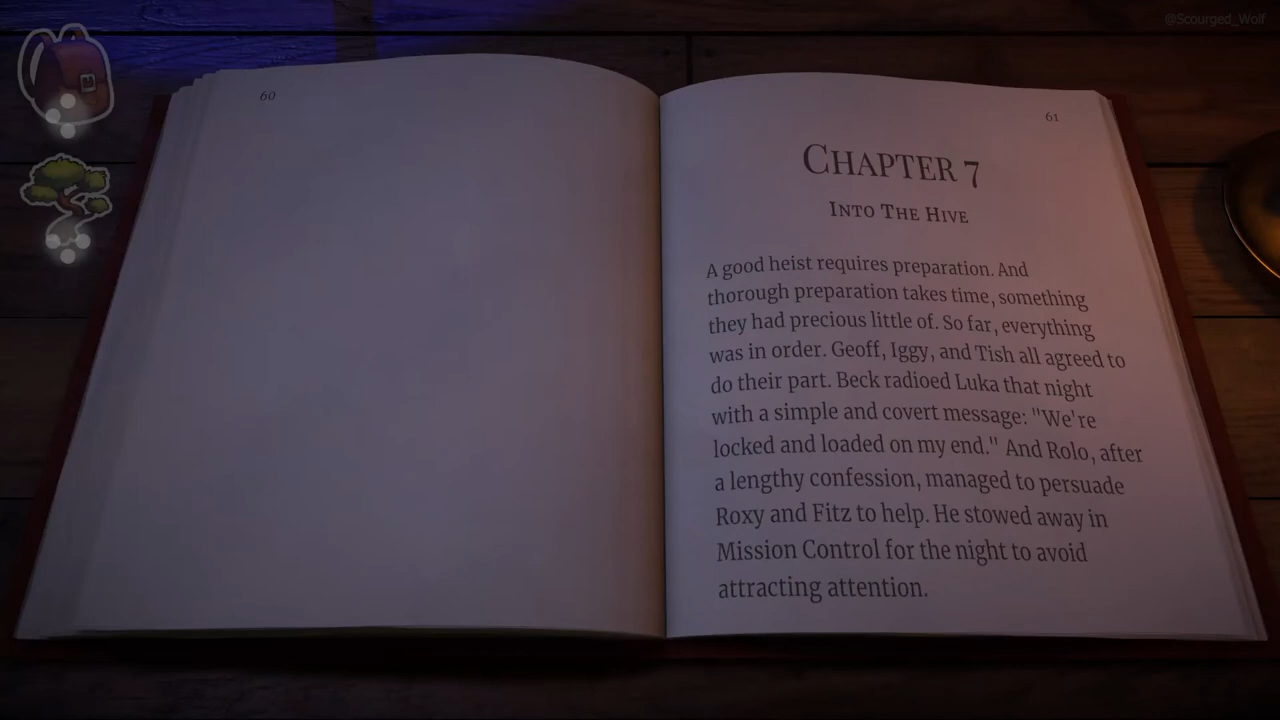 @Scourged_Wolf
60
61
Chapter 7
Into The Hive
A good heist requires preparation. And
thorough preparation takes time, something
they had precious little of. So far, everything
was in order. Geoff, Iggy, and Tish all agreed to
do their part. Beck radioed Luka that night
with a simple and covert message: "We're
locked and loaded on my end." And Rolo, after
a lengthy confession, managed to persuade
Roxy and Fitz to help. He stowed away in
Mission Control for the night to avoid
attracting attention.